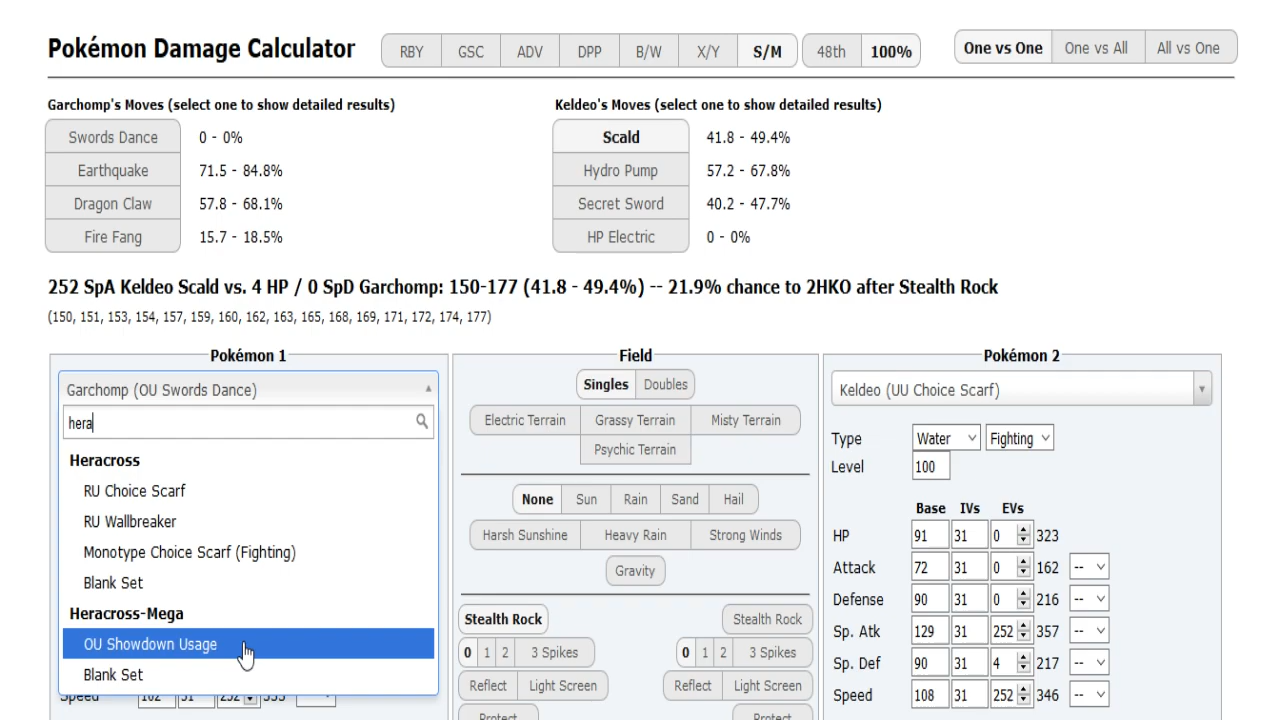 Pokémon Damage Calculator
RBY GSC ADV DPP B/W X/Y S/M 48th 100% One vs One One vs All All vs One
Garchomp's Moves (select one to show detailed results)
Swords Dance 0 - 0%
Earthquake 71.5 - 84.8%
Dragon Claw 57.8 - 68.1%
Fire Fang 15.7 - 18.5%
Keldeo's Moves (select one to show detailed results)
Scald 41.8 - 49.4%
Hydro Pump 57.2 - 67.8%
Secret Sword 40.2 - 47.7%
HP Electric 0 - 0%
252 SpA Keldeo Scald vs. 4 HP / 0 SpD Garchomp: 150-177 (41.8 - 49.4%) -- 21.9% chance to 2HKO after Stealth Rock
(150, 151, 153, 154, 157, 159, 160, 162, 163, 165, 168, 169, 171, 172, 174, 177)
Pokémon 1
Garchomp (OU Swords Dance)
hera
Heracross
RU Choice Scarf
RU Wallbreaker
Monotype Choice Scarf (Fighting)
Blank Set
Heracross-Mega
OU Showdown Usage
Blank Set
Speed 102 31 252 333
Field
Singles Doubles
Electric Terrain Grassy Terrain Misty Terrain
Psychic Terrain
None Sun Rain Sand Hail
Harsh Sunshine Heavy Rain Strong Winds
Gravity
Stealth Rock Stealth Rock
0 1 2 3 Spikes 0 1 2 3 Spikes
Reflect Light Screen Reflect Light Screen
Protect Protect
Pokémon 2
Keldeo (UU Choice Scarf)
Type Water Fighting
Level 100
Base IVs EVs
HP 91 31 0 323
Attack 72 31 0 162 --
Defense 90 31 0 216 --
Sp. Atk 129 31 252 357 --
Sp. Def 90 31 4 217 --
Speed 108 31 252 346 --